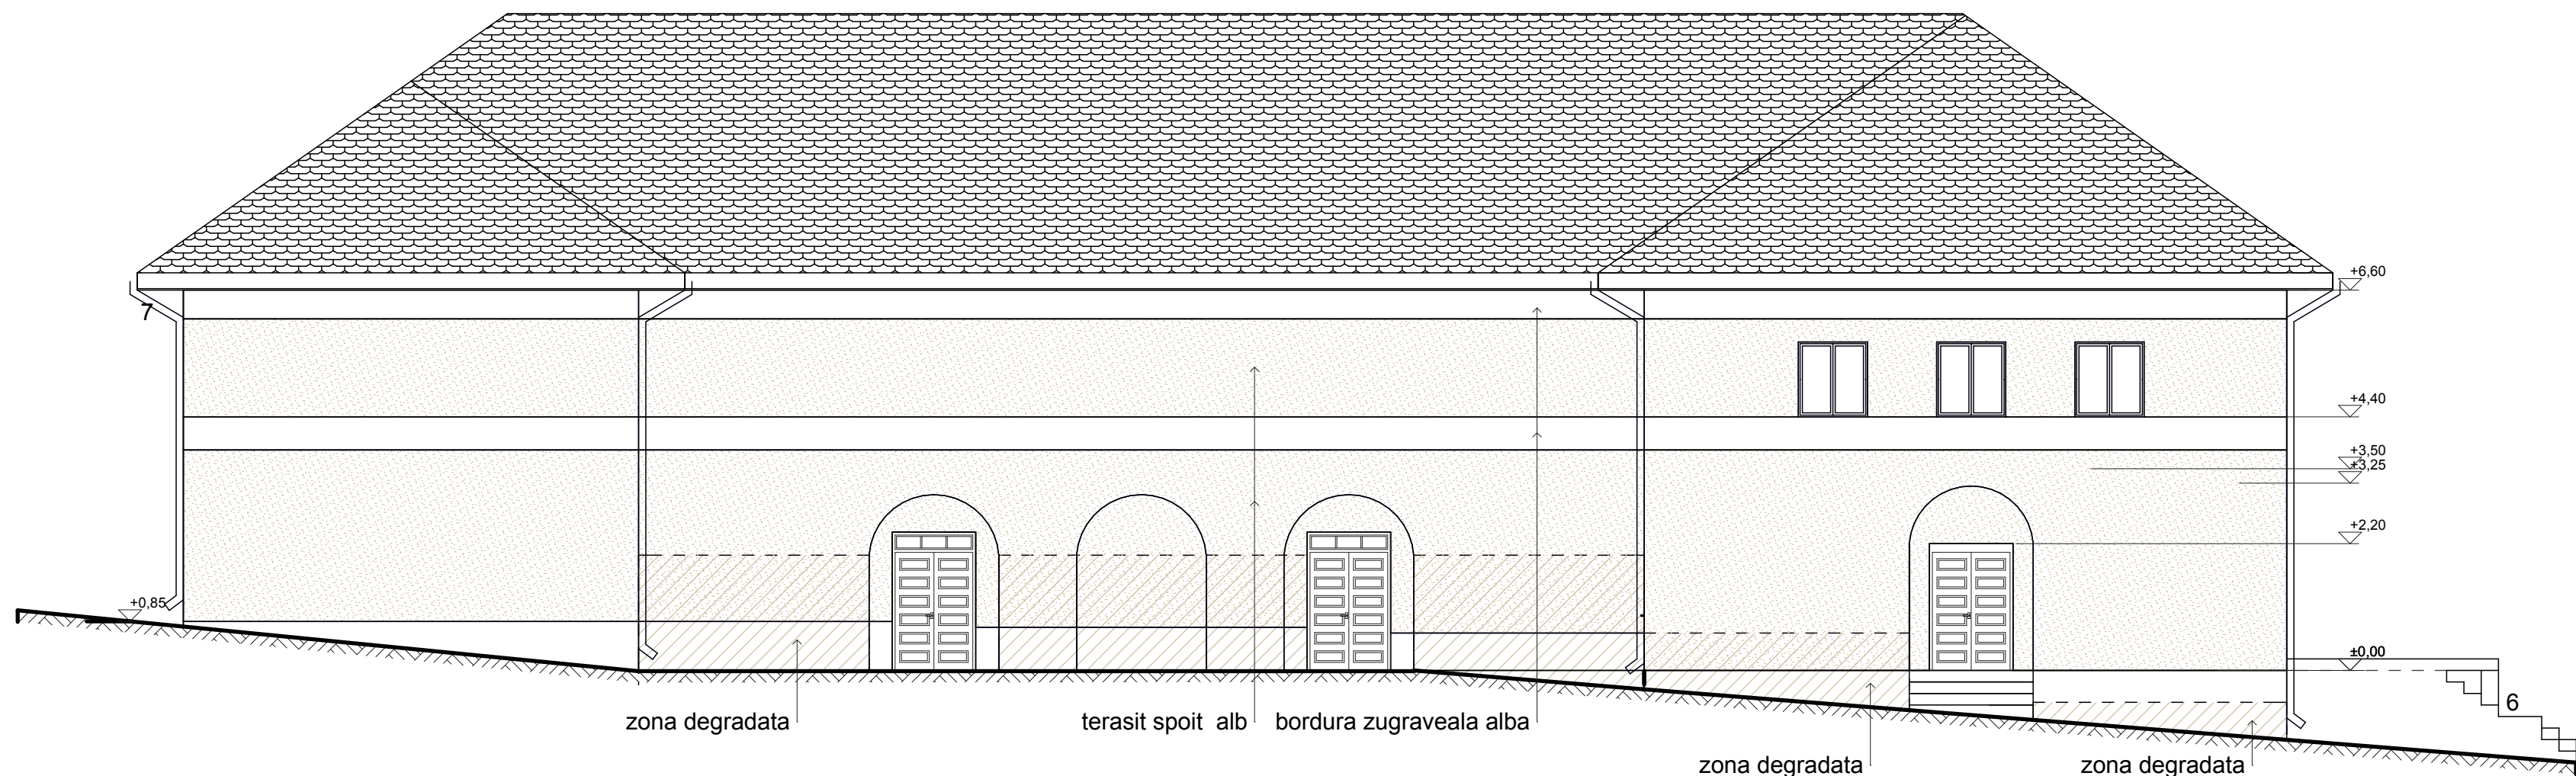 +6,60
7
+4,40
+3,50
+3,25
+2,20
+0,85
±0,00
6
zona degradata
terasit spoit alb
bordura zugraveala alba
zona degradata
zona degradata